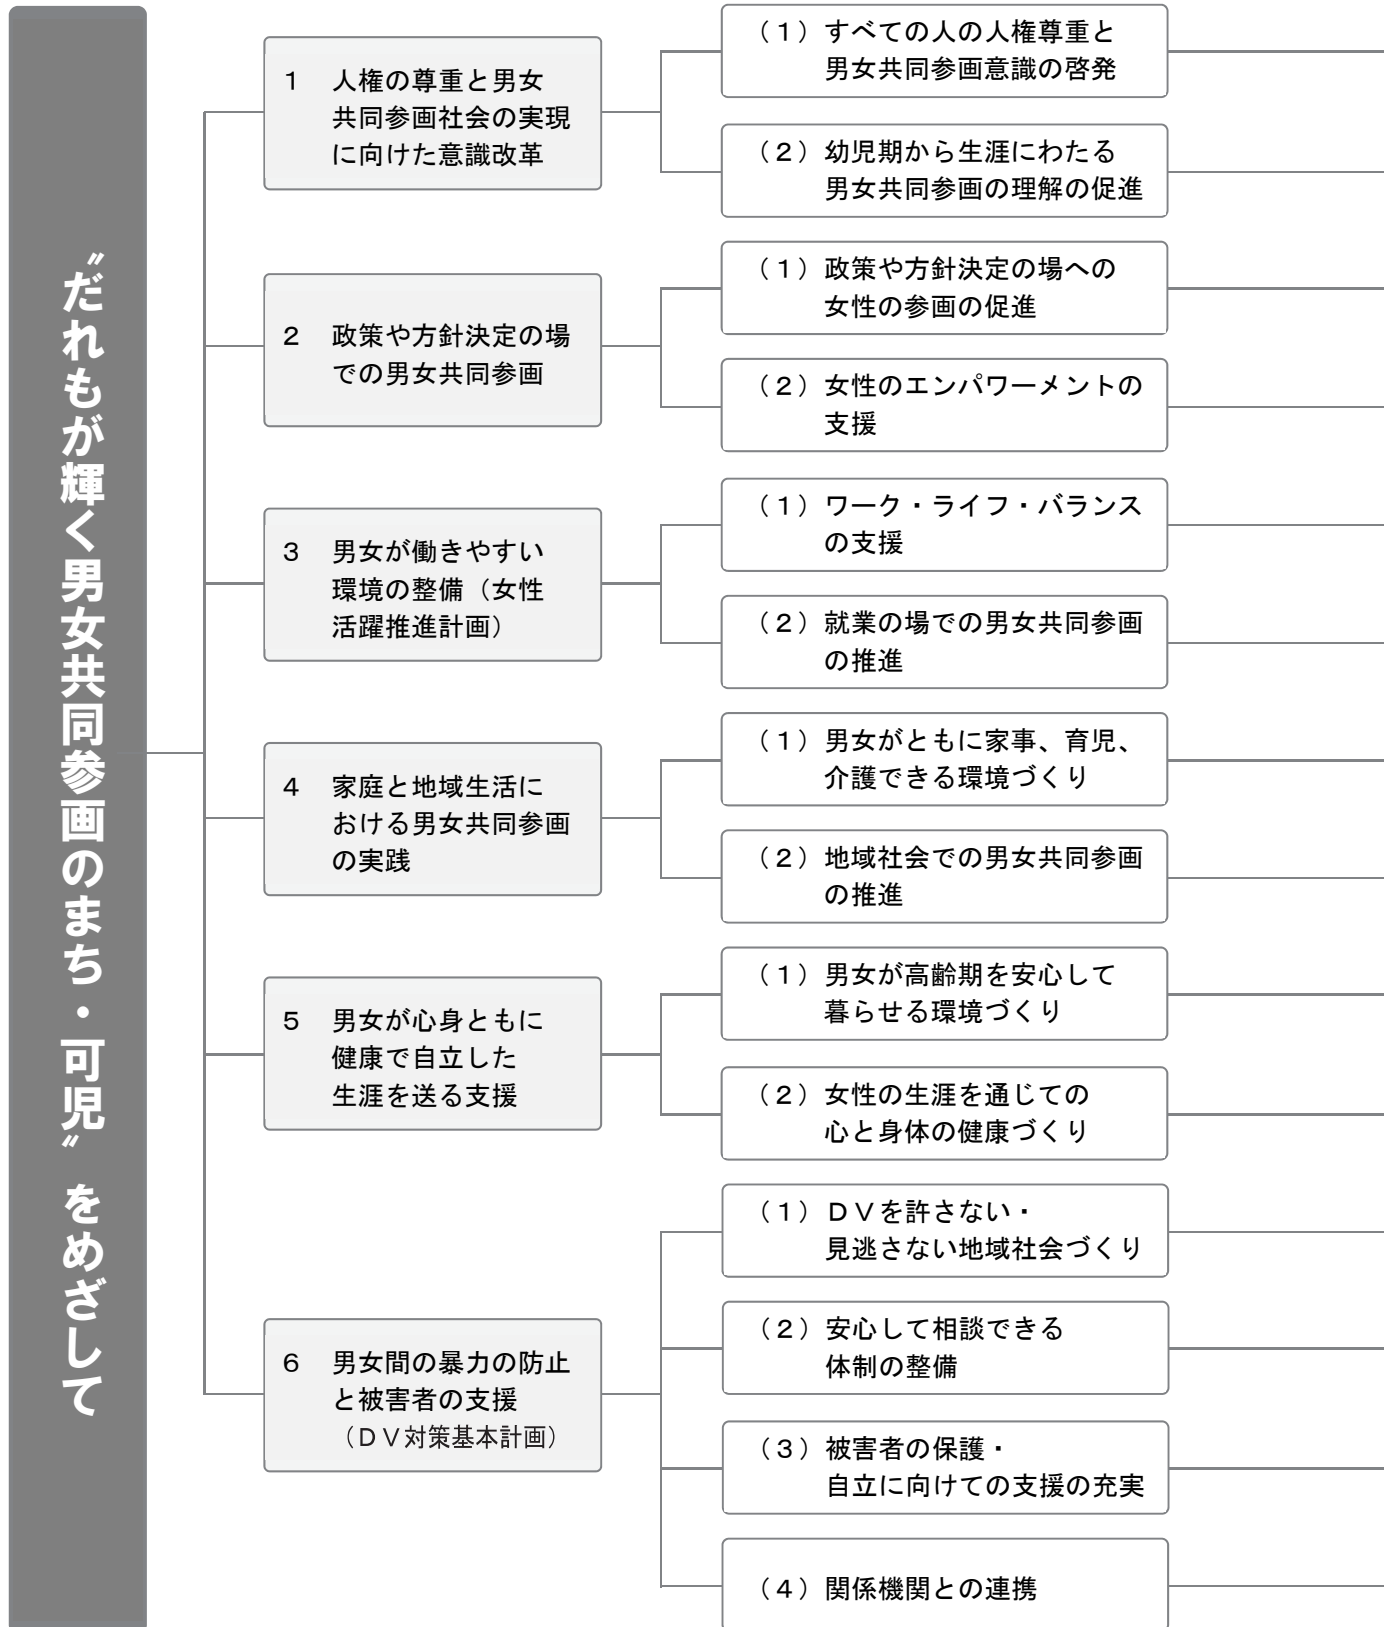 〝だれもが輝く男女共同参画のまち・可児〟をめざして
1 人権の尊重と男女
共同参画社会の実現
に向けた意識改革
(1)すべての人の人権尊重と
男女共同参画意識の啓発
(2)幼児期から生涯にわたる
男女共同参画の理解の促進
2 政策や方針決定の場
での男女共同参画
(1)政策や方針決定の場への
女性の参画の促進
(2)女性のエンパワーメントの
支援
3 男女が働きやすい
環境の整備(女性
活躍推進計画)
(1)ワーク・ライフ・バランス
の支援
(2)就業の場での男女共同参画
の推進
4 家庭と地域生活に
おける男女共同参画
の実践
(1)男女がともに家事、育児、
介護できる環境づくり
(2)地域社会での男女共同参画
の推進
5 男女が心身ともに
健康で自立した
生涯を送る支援
(1)男女が高齢期を安心して
暮らせる環境づくり
(2)女性の生涯を通じての
心と身体の健康づくり
6 男女間の暴力の防止
と被害者の支援
(DV対策基本計画)
(1)DVを許さない・
見逃さない地域社会づくり
(2)安心して相談できる
体制の整備
(3)被害者の保護・
自立に向けての支援の充実
(4)関係機関との連携